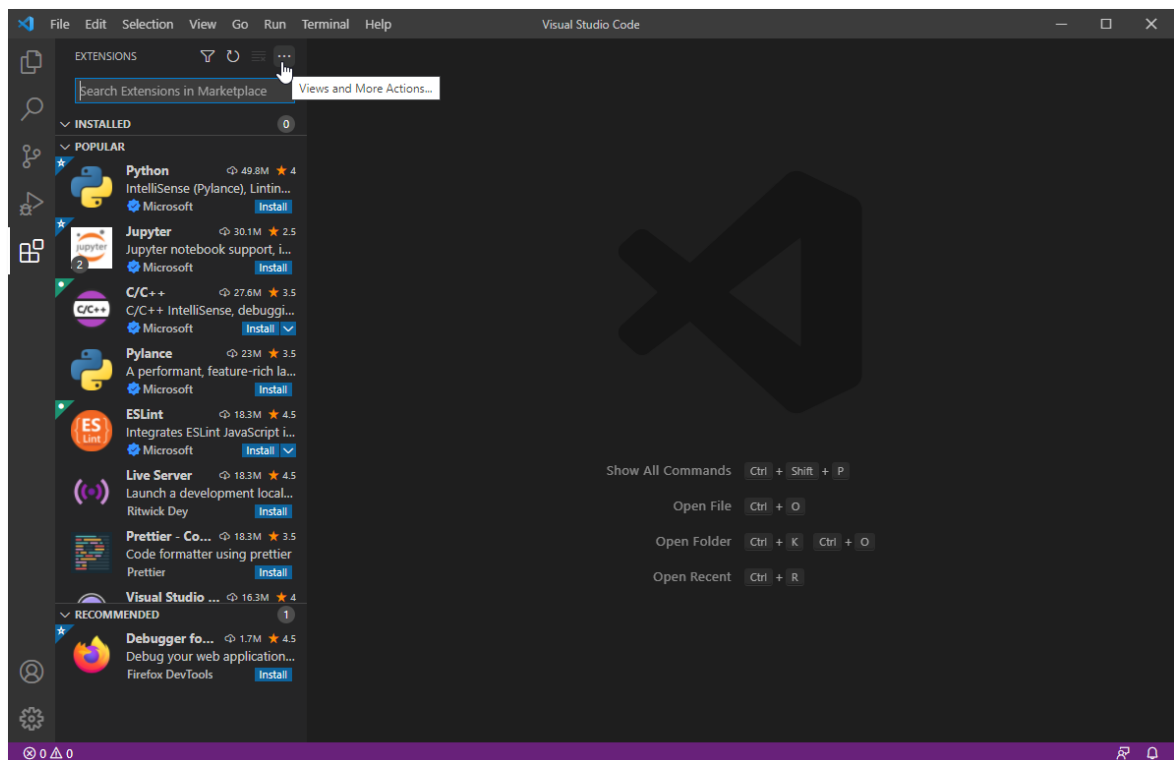 File Edit Selection View Go Run Terminal Help Visual Studio Code
EXTENSIONS
Views and More Actions...
Search Extensions in Marketplace
INSTALLED 0
POPULAR
Python 49.8M 4
IntelliSense (Pylance), Lintin...
Microsoft Install
Jupyter 30.1M 2.5
jupyter
Jupyter notebook support, i...
2
Microsoft Install
C/C++ 27.6M 3.5
C/C++
C/C++ IntelliSense, debuggi...
Microsoft Install
Pylance 23M 3.5
A performant, feature-rich la...
Microsoft Install
ESLint 18.3M 4.5
ES
Lint
Integrates ESLint JavaScript i...
Microsoft Install
Live Server 18.3M 4.5
Launch a development local...
Ritwick Dey Install
Prettier - Co... 18.3M 3.5
Code formatter using prettier
Prettier Install
Visual Studio ... 16.3M 4
RECOMMENDED 1
Debugger fo... 1.7M 4.5
Debug your web application...
Firefox DevTools Install
Show All Commands Ctrl + Shift + P
Open File Ctrl + O
Open Folder Ctrl + K Ctrl + O
Open Recent Ctrl + R
0 0